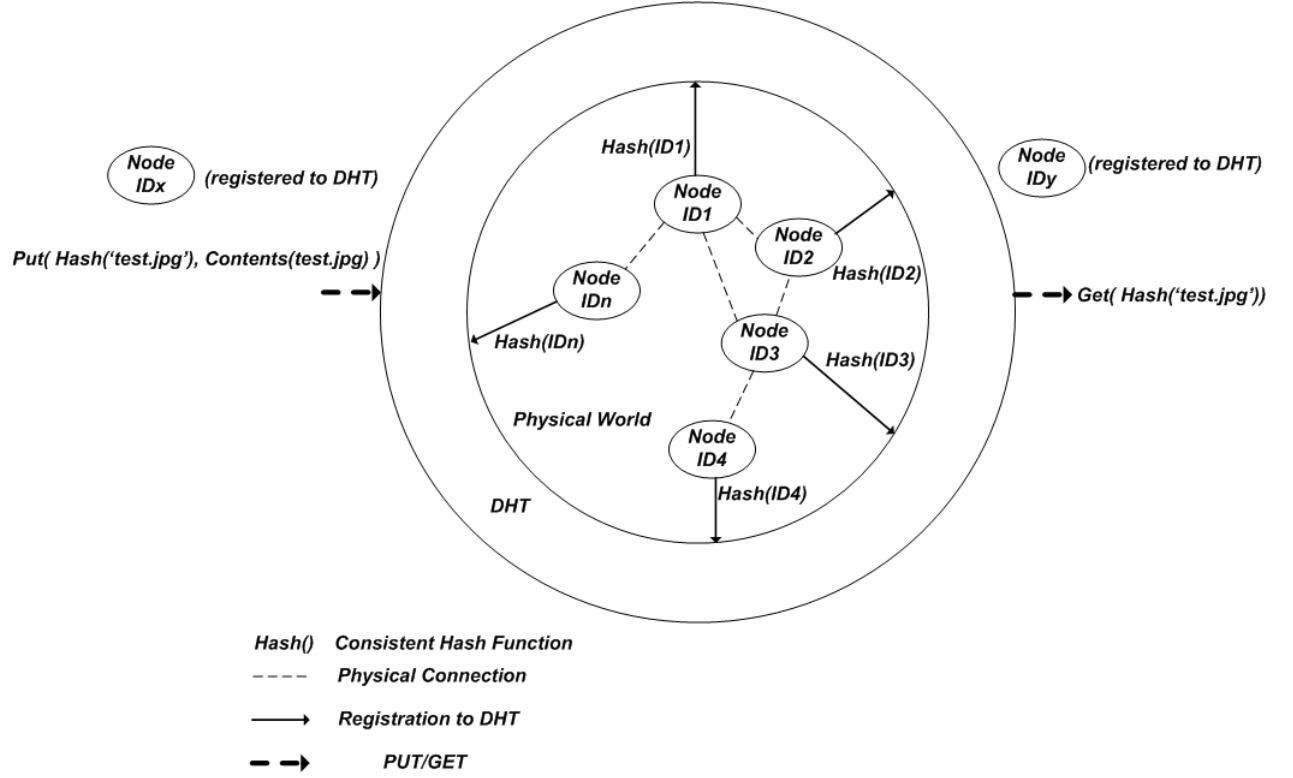 Hash(ID1)
Node
IDx
(registered to DHT)
Node
IDy
(registered to DHT)
Node
ID1
Node
ID2
Put( Hash(‘test.jpg’), Contents(test.jpg) )
Hash(ID2)
Node
IDn
Get( Hash(‘test.jpg’))
Hash(IDn)
Node
ID3
Hash(ID3)
Physical World
Node
ID4
Hash(ID4)
DHT
Hash() Consistent Hash Function
Physical Connection
Registration to DHT
PUT/GET